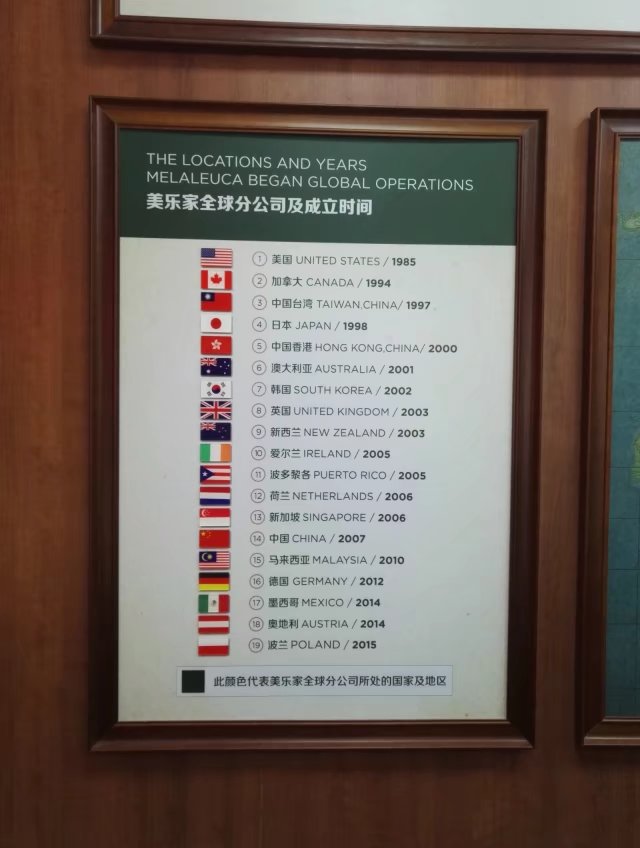 THE LOCATIONS AND YEARS
MELALEUCA BEGAN GLOBAL OPERATIONS
美乐家全球分公司及成立时间
① 美国 UNITED STATES / 1985
② 加拿大 CANADA / 1994
③ 中国台湾 TAIWAN,CHINA/ 1997
④ 日本 JAPAN / 1998
⑤ 中国香港 HONG KONG,CHINA/ 2000
⑥ 澳大利亚 AUSTRALIA / 2001
⑦ 韩国 SOUTH KOREA / 2002
⑧ 英国 UNITED KINGDOM / 2003
⑨ 新西兰 NEW ZEALAND / 2003
⑩ 爱尔兰 IRELAND / 2005
⑪ 波多黎各 PUERTO RICO / 2005
⑫ 荷兰 NETHERLANDS / 2006
⑬ 新加坡 SINGAPORE / 2006
⑭ 中国 CHINA / 2007
⑮ 马来西亚 MALAYSIA / 2010
⑯ 德国 GERMANY / 2012
⑰ 墨西哥 MEXICO / 2014
⑱ 奥地利 AUSTRIA / 2014
⑲ 波兰 POLAND / 2015
此颜色代表美乐家全球分公司所处的国家及地区